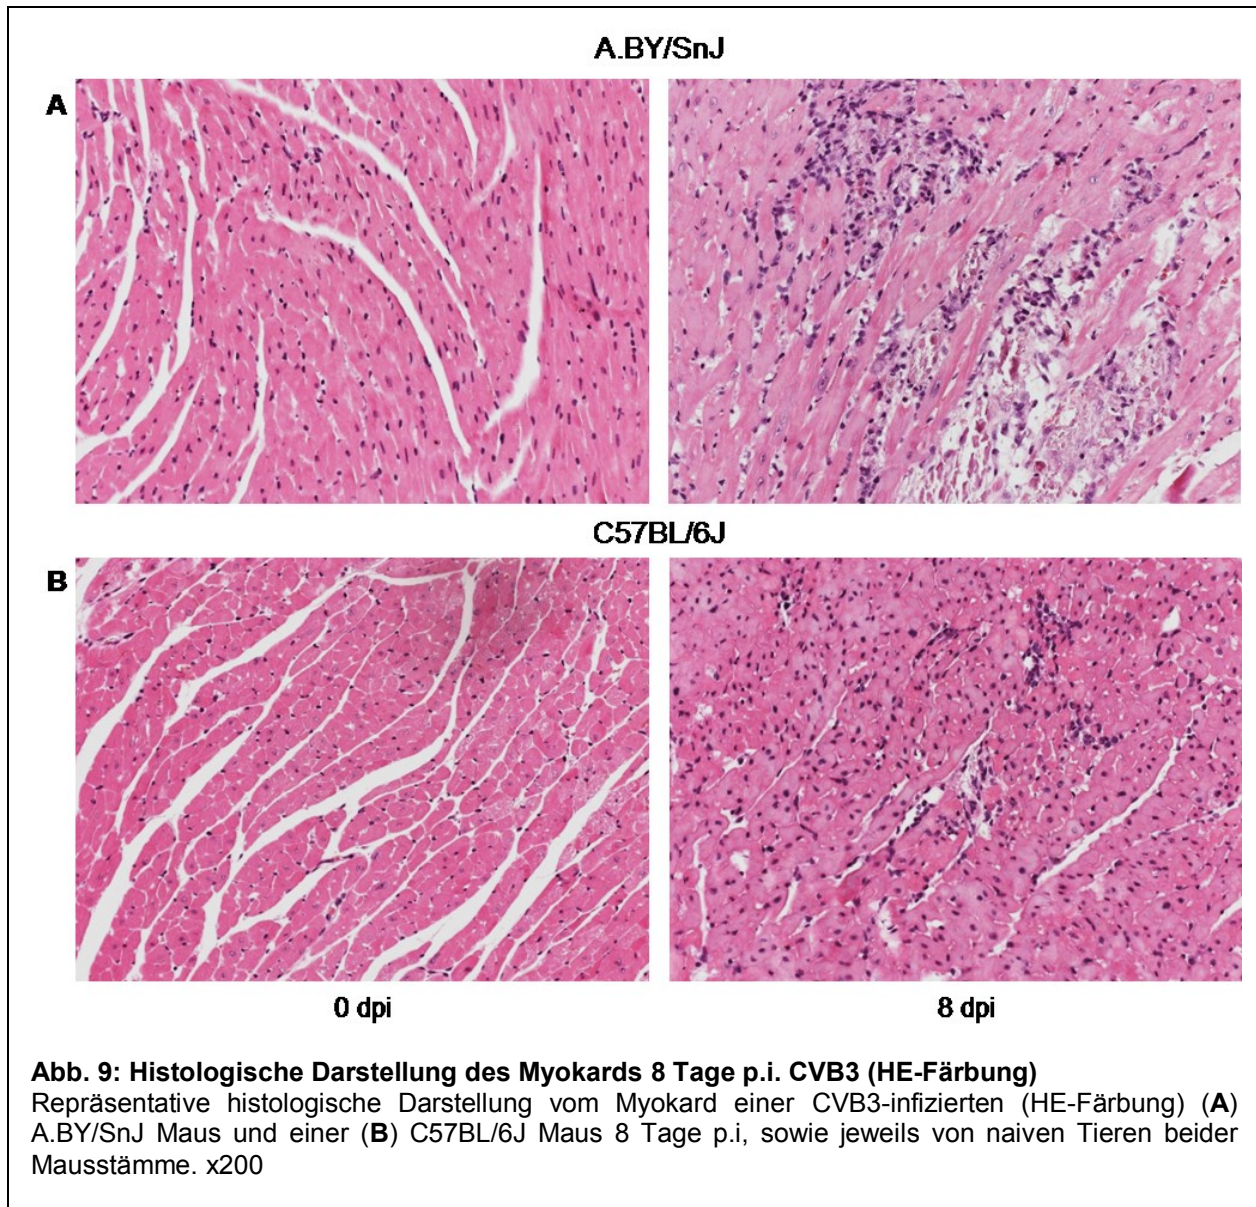 A.BY/SnJ
A
C57BL/6J
B
0 dpi
8 dpi
Abb. 9: Histologische Darstellung des Myokards 8 Tage p.i. CVB3 (HE-Färbung)
Repräsentative histologische Darstellung vom Myokard einer CVB3-infizierten (HE-Färbung) (A)
A.BY/SnJ Maus und einer (B) C57BL/6J Maus 8 Tage p.i, sowie jeweils von naiven Tieren beider
Mausstämme. x200